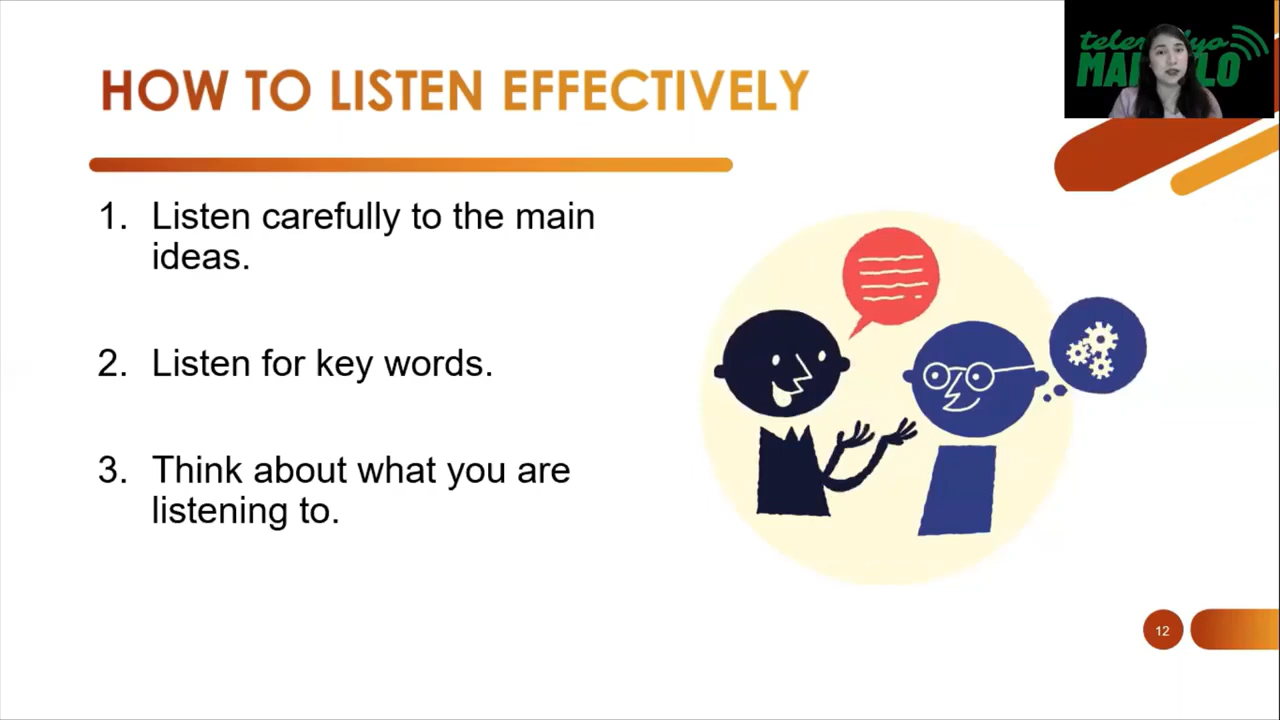 HOW TO LISTEN EFFECTIVELY
1. Listen carefully to the main
ideas.
2. Listen for key words.
3. Think about what you are
listening to.
12